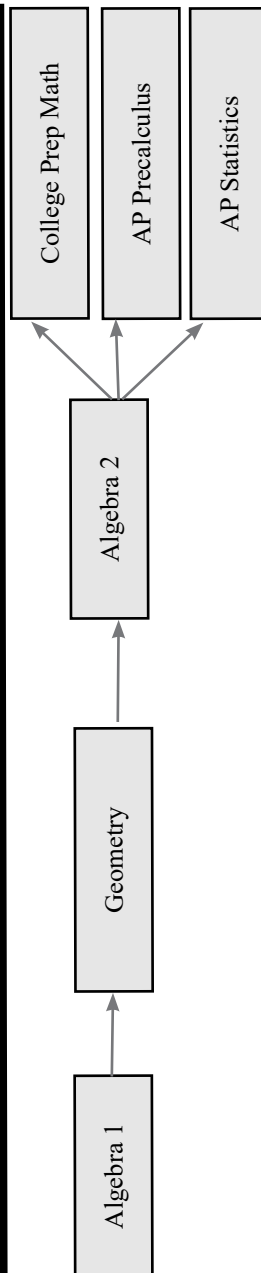 Algebra 1
Geometry
Algebra 2
College Prep Math
AP Precalculus
AP Statistics